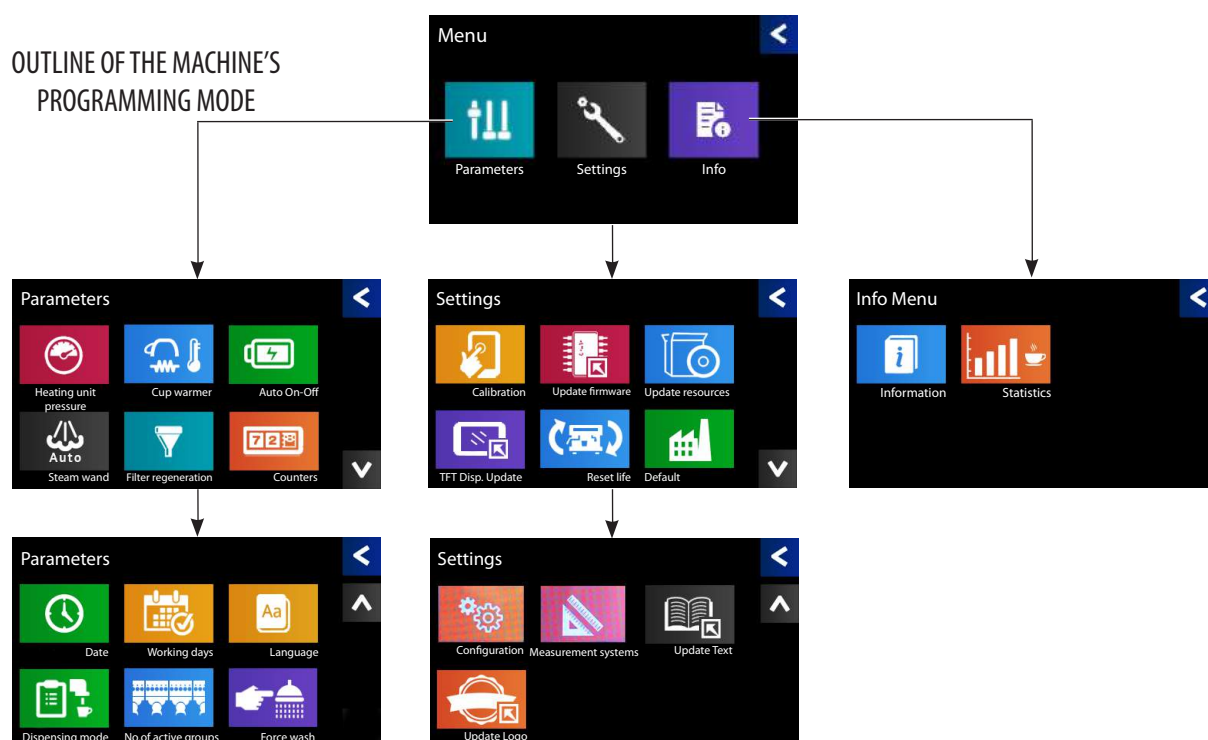 OUTLINE OF THE MACHINE'S
PROGRAMMING MODE
Menu
Parameters
Settings
Info
Parameters
Heating unit
pressure
Cup warmer
Auto On-Off
Auto
Steam wand
Filter regeneration
72
Counters
Settings
Calibration
Update firmware
Update resources
TFT Disp. Update
Reset life
Default
Info Menu
i
Information
Statistics
Parameters
Date
Working days
Aa
Language
Dispensing mode
No of active groups
Force wash
Settings
Configuration
Measurement systems
Update Text
Update Logo